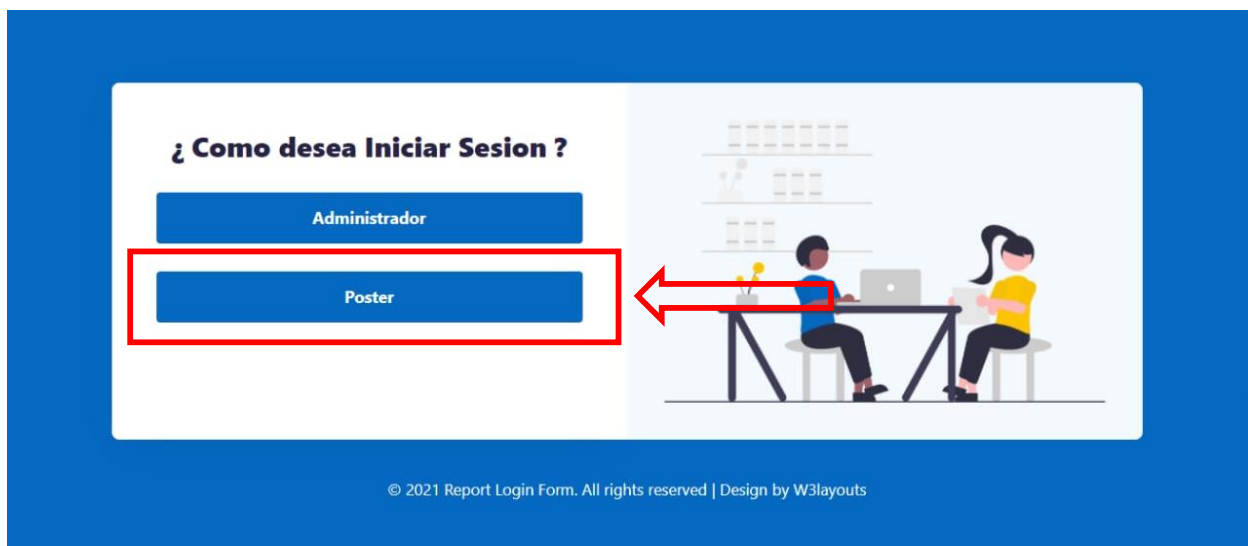 ¿ Como desea Iniciar Sesion ?
Administrador
Poster
© 2021 Report Login Form. All rights reserved | Design by W3layouts